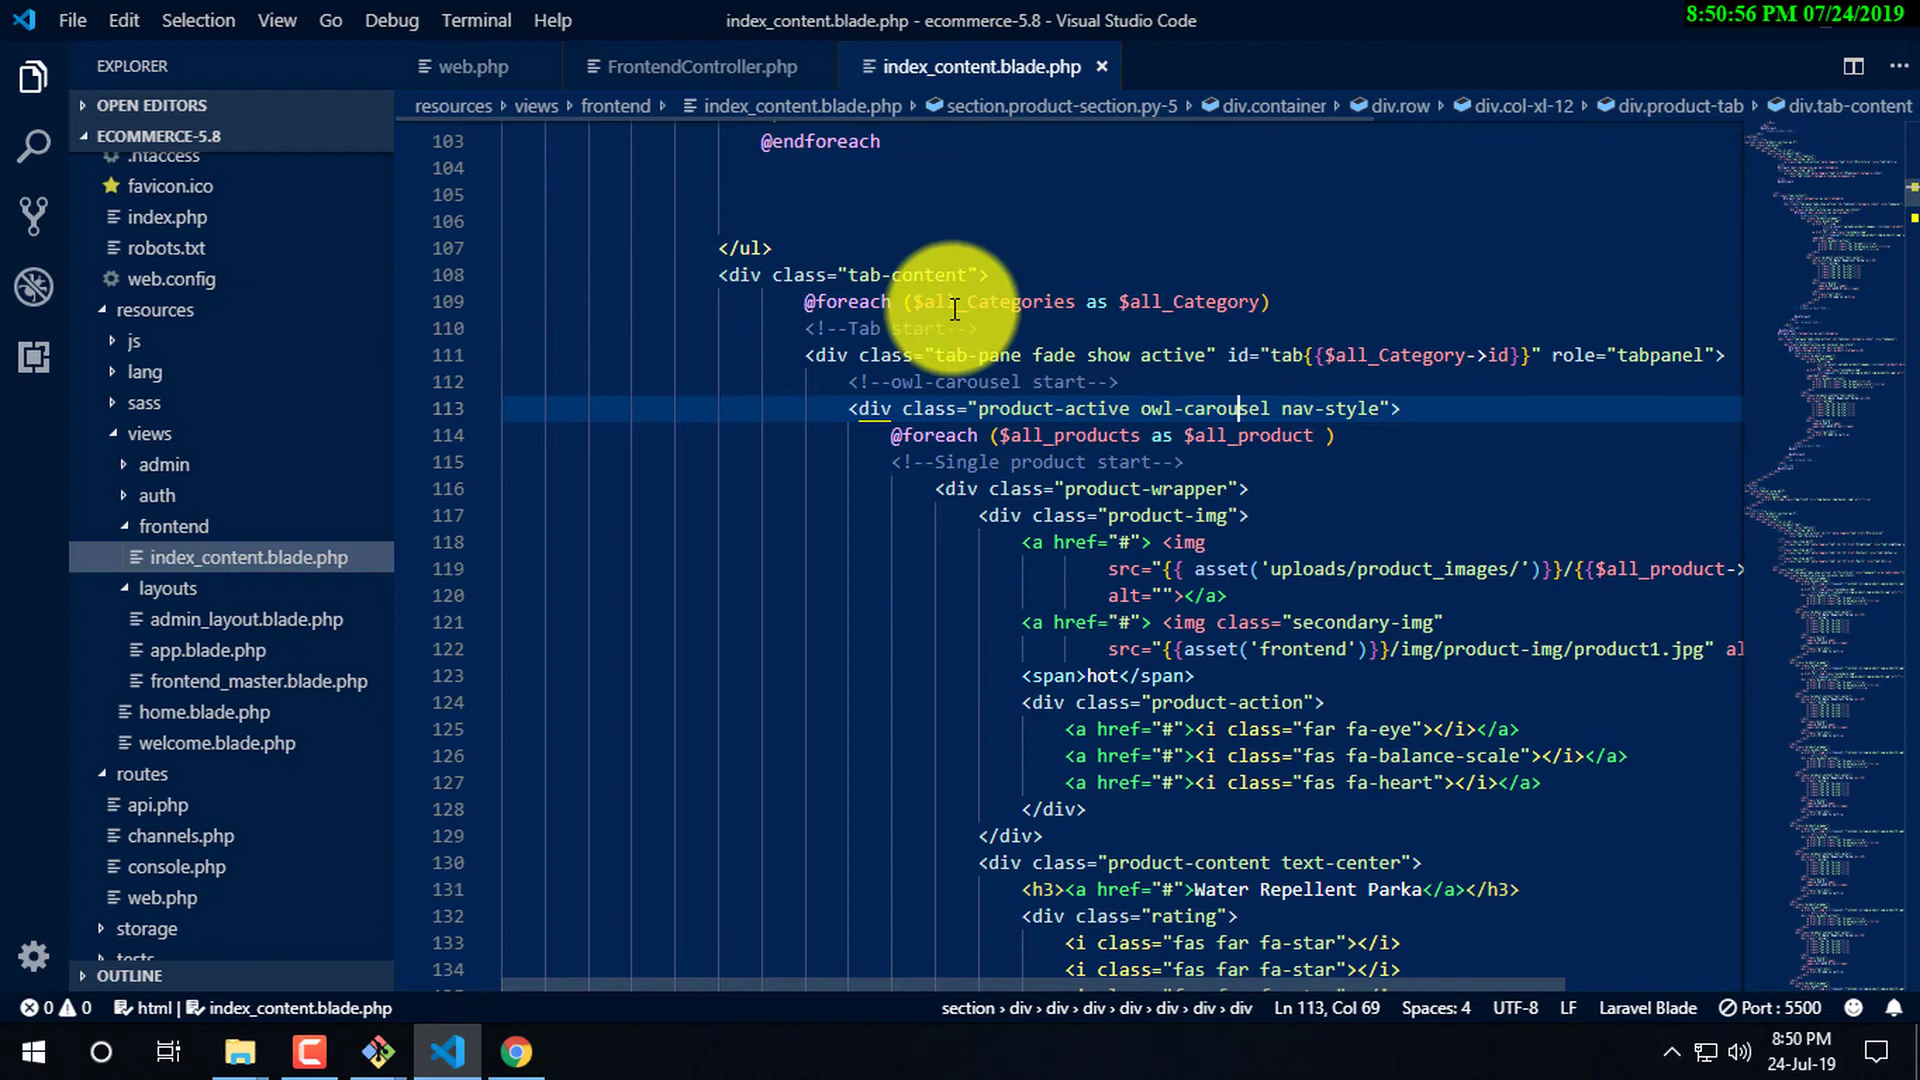 File Edit Selection View Go Debug Terminal Help
index_content.blade.php - ecommerce-5.8 - Visual Studio Code
8:50:56 PM 07/24/2019
EXPLORER
web.php
FrontendController.php
index_content.blade.php ×
OPEN EDITORS
resources › views › frontend › index_content.blade.php › section.product-section.py-5 › div.container › div.row › div.col-xl-12 › div.product-tab › div.tab-content
ECOMMERCE-5.8
.htaccess
favicon.ico
index.php
robots.txt
web.config
resources
js
lang
sass
views
admin
auth
frontend
index_content.blade.php
layouts
admin_layout.blade.php
app.blade.php
frontend_master.blade.php
home.blade.php
welcome.blade.php
routes
api.php
channels.php
console.php
web.php
storage
tests
OUTLINE
103 @endforeach
104
105
106
107 </ul>
108 <div class="tab-content">
109 @foreach ($all_Categories as $all_Category)
110 <!--Tab start-->
111 <div class="tab-pane fade show active" id="tab{{$all_Category->id}}" role="tabpanel">
112 <!--owl-carousel start-->
113 <div class="product-active owl-carousel nav-style">
114 @foreach ($all_products as $all_product )
115 <!--Single product start-->
116 <div class="product-wrapper">
117 <div class="product-img">
118 <a href="#"> <img
119 src="{{ asset('uploads/product_images/')}}/{{$all_product->
120 alt=""></a>
121 <a href="#"> <img class="secondary-img"
122 src="{{asset('frontend')}}/img/product-img/product1.jpg" al
123 <span>hot</span>
124 <div class="product-action">
125 <a href="#"><i class="far fa-eye"></i></a>
126 <a href="#"><i class="fas fa-balance-scale"></i></a>
127 <a href="#"><i class="fas fa-heart"></i></a>
128 </div>
129 </div>
130 <div class="product-content text-center">
131 <h3><a href="#">Water Repellent Parka</a></h3>
132 <div class="rating">
133 <i class="fas far fa-star"></i>
134 <i class="fas far fa-star"></i>
0 0 html | index_content.blade.php
section › div › div › div › div › div › div › div Ln 113, Col 69 Spaces: 4 UTF-8 LF Laravel Blade Port : 5500
8:50 PM
24-Jul-19